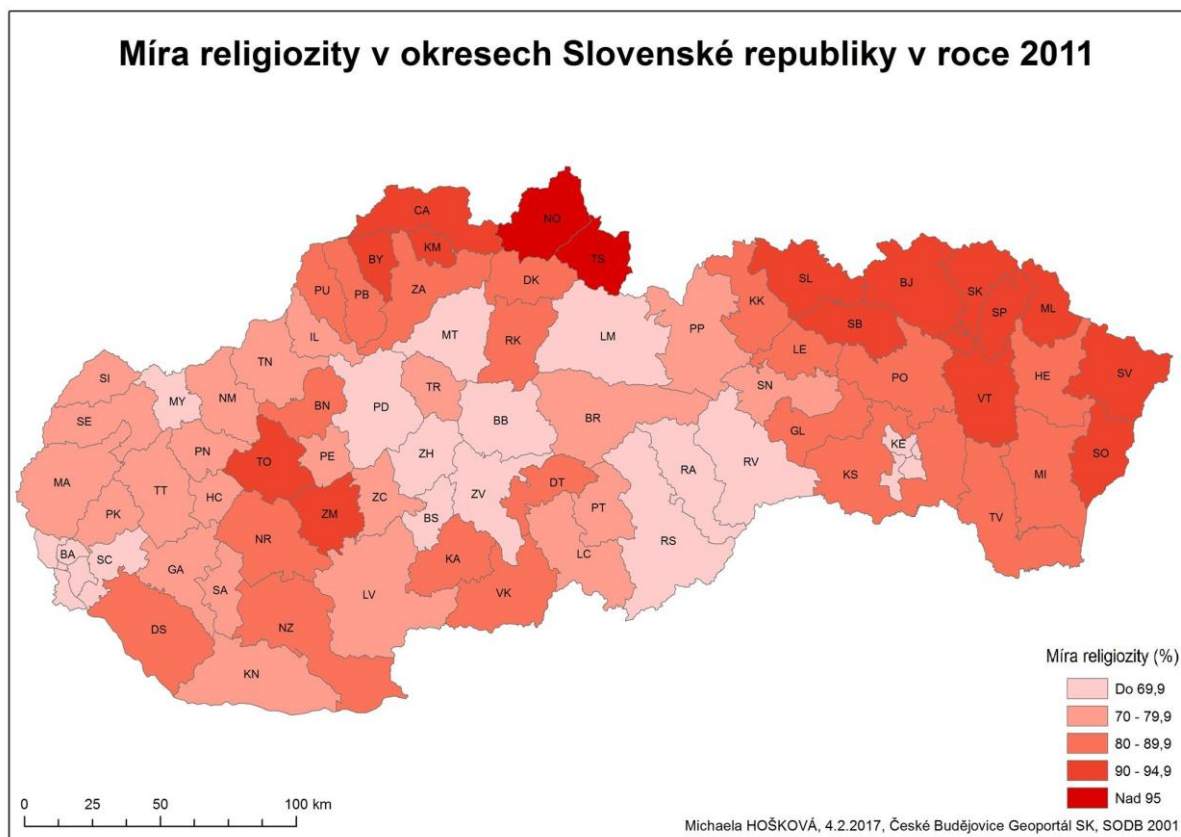 Míra religiozity v okresech Slovenské republiky v roce 2011
NO
CA
KM
TS
BY
SL
BJ
SK
DK
PU
PB
ZA
KK
SP
ML
SB
MT
RK
LM
PP
IL
LE
TN
TR
PO
HE
SV
SI
MY
NM
BN
PD
SN
VT
SE
BB
BR
GL
KE
PN
TO
PE
ZH
RA
RV
SO
MA
TT
HC
ZC
ZV
DT
KS
MI
PK
ZM
BS
PT
TV
BA
SC
NR
RS
GA
KA
LC
SA
LV
VK
DS
NZ
KN
Míra religiozity (%)
Do 69,9
70 - 79,9
80 - 89,9
90 - 94,9
Nad 95
0 25 50 100 km
Michaela HOŠKOVÁ, 4.2.2017, České Budějovice Geoportál SK, SODB 2001